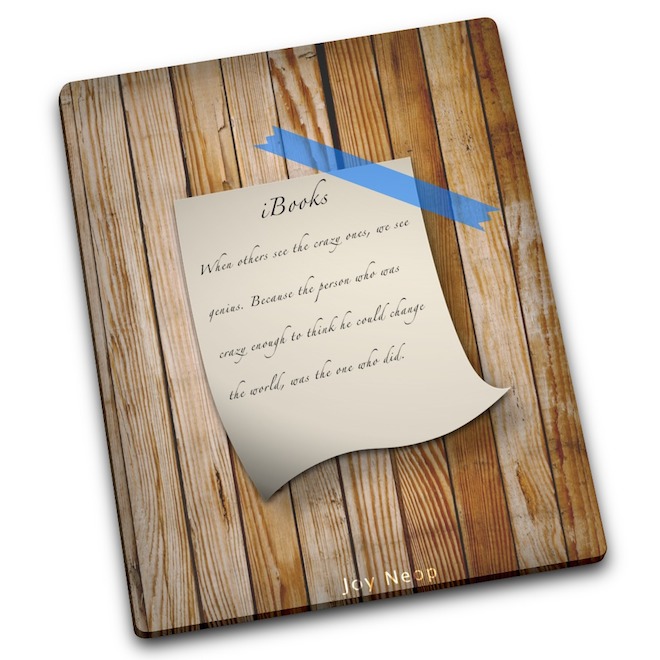 iBooks
When others see the crazy ones, we see
genius. Because the person who was
crazy enough to think he could change
the world, was the one who did.
Joy Neop